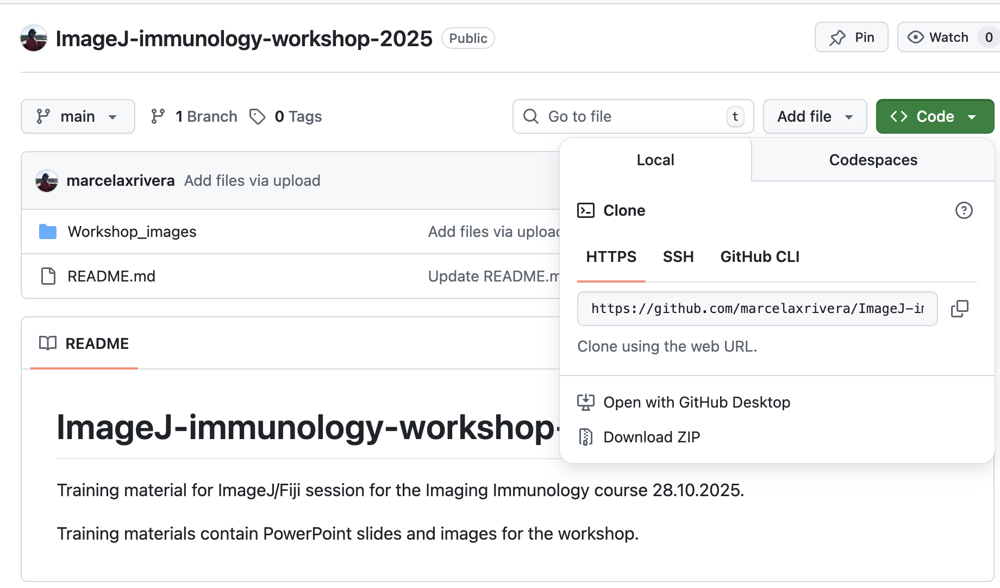 ImageJ-immunology-workshop-2025 Public Pin Watch 0
main 1 Branch 0 Tags Go to file t Add file Code
Local Codespaces
marcelaxrivera Add files via upload
Clone
Workshop_images Add files via upload
HTTPS SSH GitHub CLI
README.md Update README.m
https://github.com/marcelaxrivera/ImageJ-in
Clone using the web URL.
README
Open with GitHub Desktop
Download ZIP
ImageJ-immunology-workshop-
Training material for ImageJ/Fiji session for the Imaging Immunology course 28.10.2025.
Training materials contain PowerPoint slides and images for the workshop.